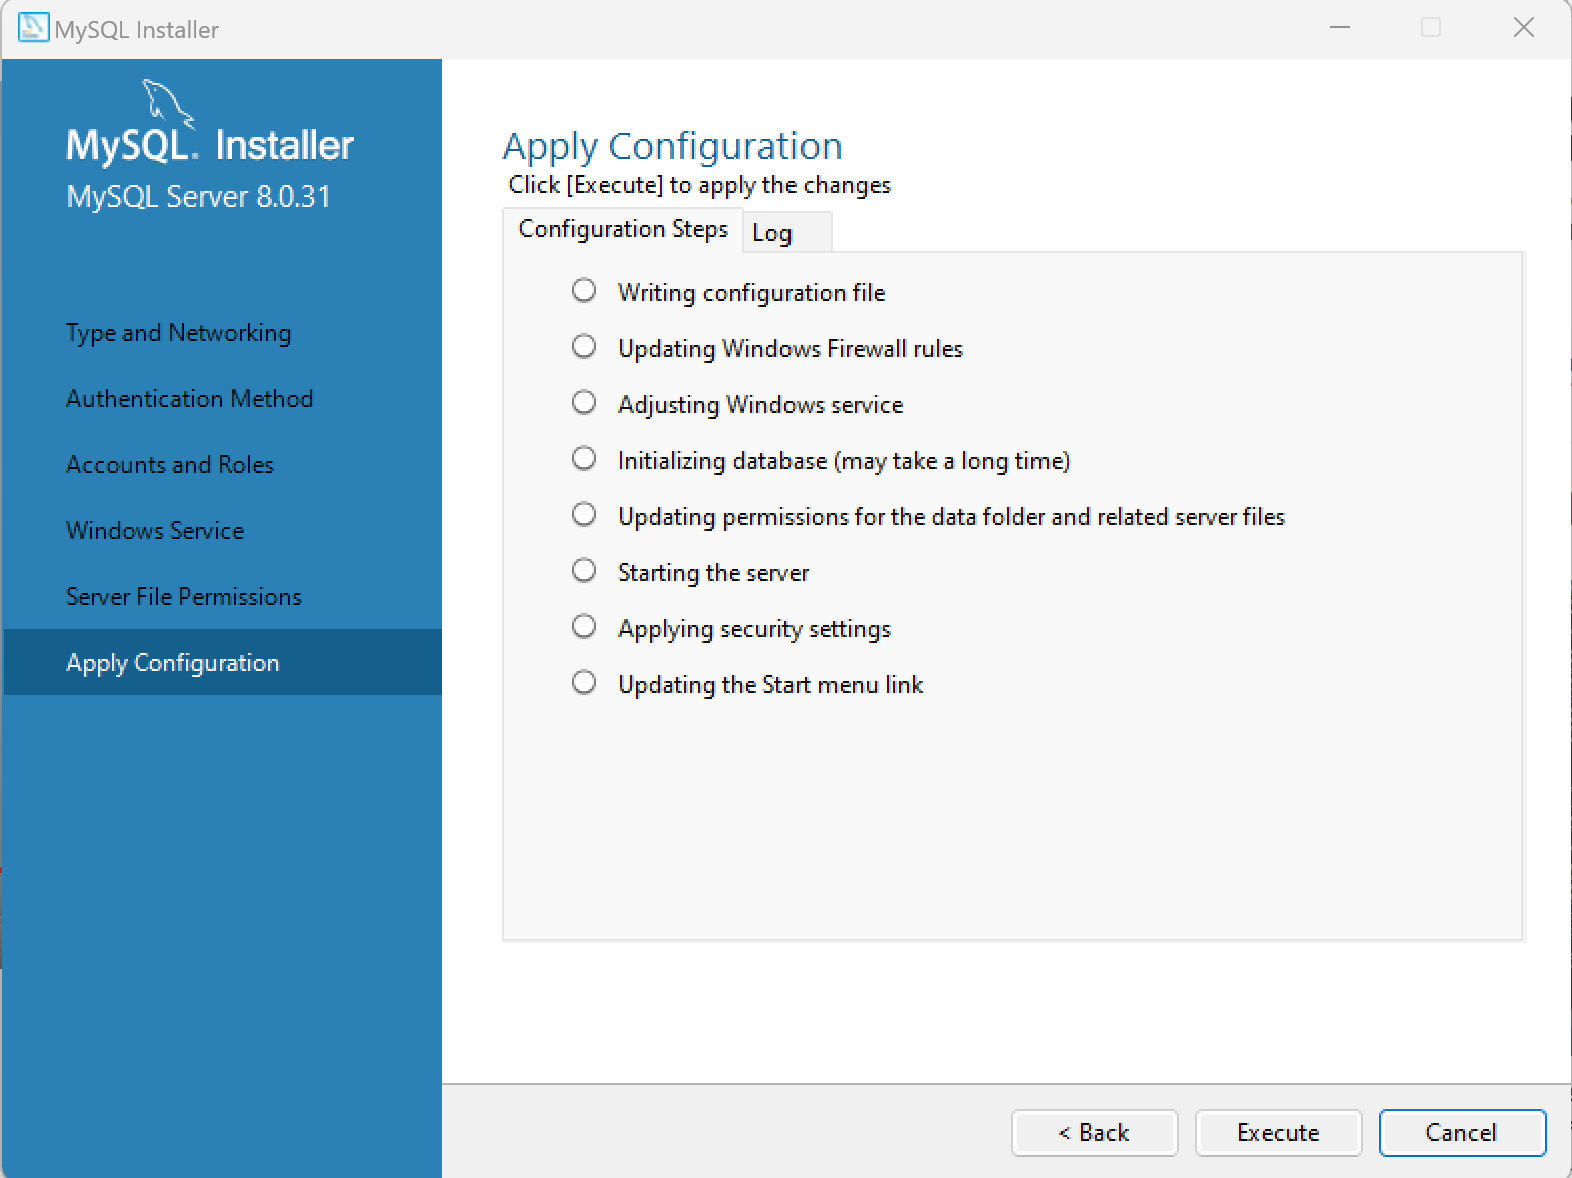 MySQL Installer
MySQL. Installer
MySQL Server 8.0.31
Type and Networking
Authentication Method
Accounts and Roles
Windows Service
Server File Permissions
Apply Configuration
Apply Configuration
Click [Execute] to apply the changes
Configuration Steps
Log
Writing configuration file
Updating Windows Firewall rules
Adjusting Windows service
Initializing database (may take a long time)
Updating permissions for the data folder and related server files
Starting the server
Applying security settings
Updating the Start menu link
< Back
Execute
Cancel